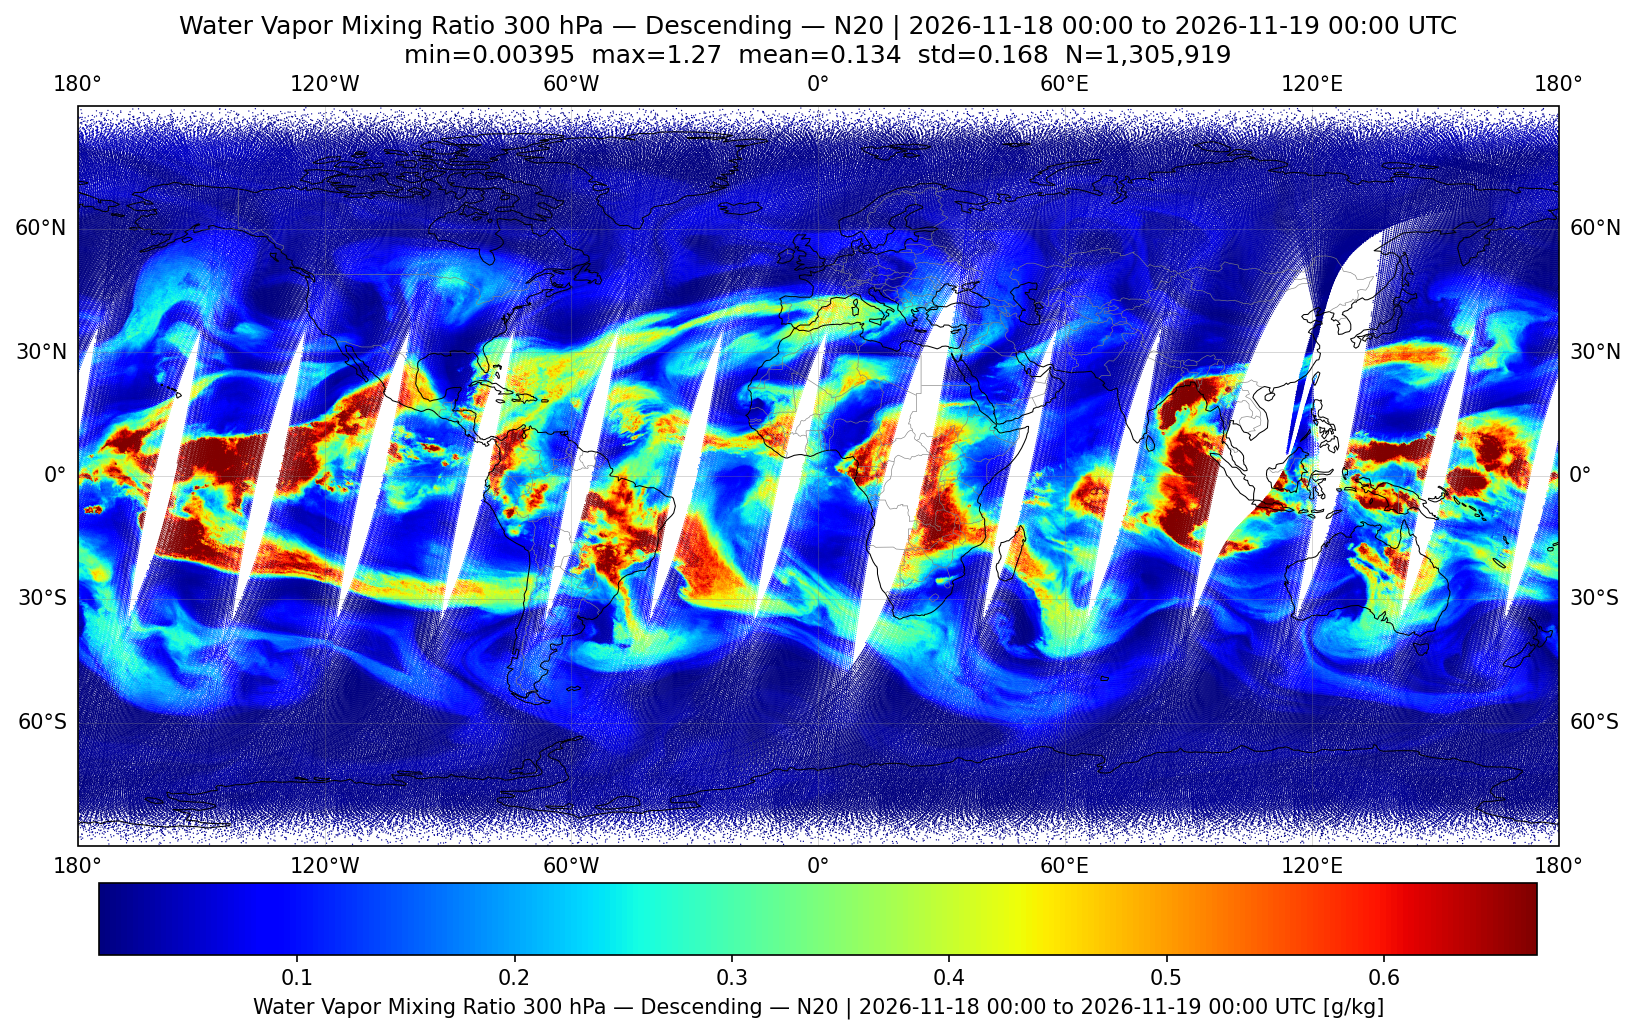 Water Vapor Mixing Ratio 300 hPa — Descending — N20 | 2026-11-18 00:00 to 2026-11-19 00:00 UTC
min=0.00395  max=1.27  mean=0.134  std=0.168  N=1,305,919
180° 120°W 60°W 0° 60°E 120°E 180°
60°N 60°N
30°N 30°N
0° 0°
30°S 30°S
60°S 60°S
180° 120°W 60°W 0° 60°E 120°E 180°
0.1 0.2 0.3 0.4 0.5 0.6
Water Vapor Mixing Ratio 300 hPa — Descending — N20 | 2026-11-18 00:00 to 2026-11-19 00:00 UTC [g/kg]